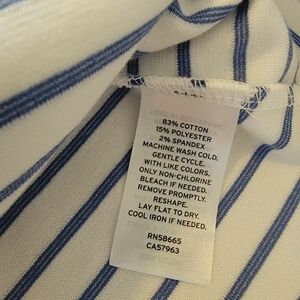 83% COTTON
15% POLYESTER
2% SPANDEX
MACHINE WASH COLD.
GENTLE CYCLE.
WITH LIKE COLORS.
ONLY NON-CHLORINE
BLEACH IF NEEDED.
REMOVE PROMPTLY.
RESHAPE.
LAY FLAT TO DRY.
COOL IRON IF NEEDED.
RN58665
CA57963